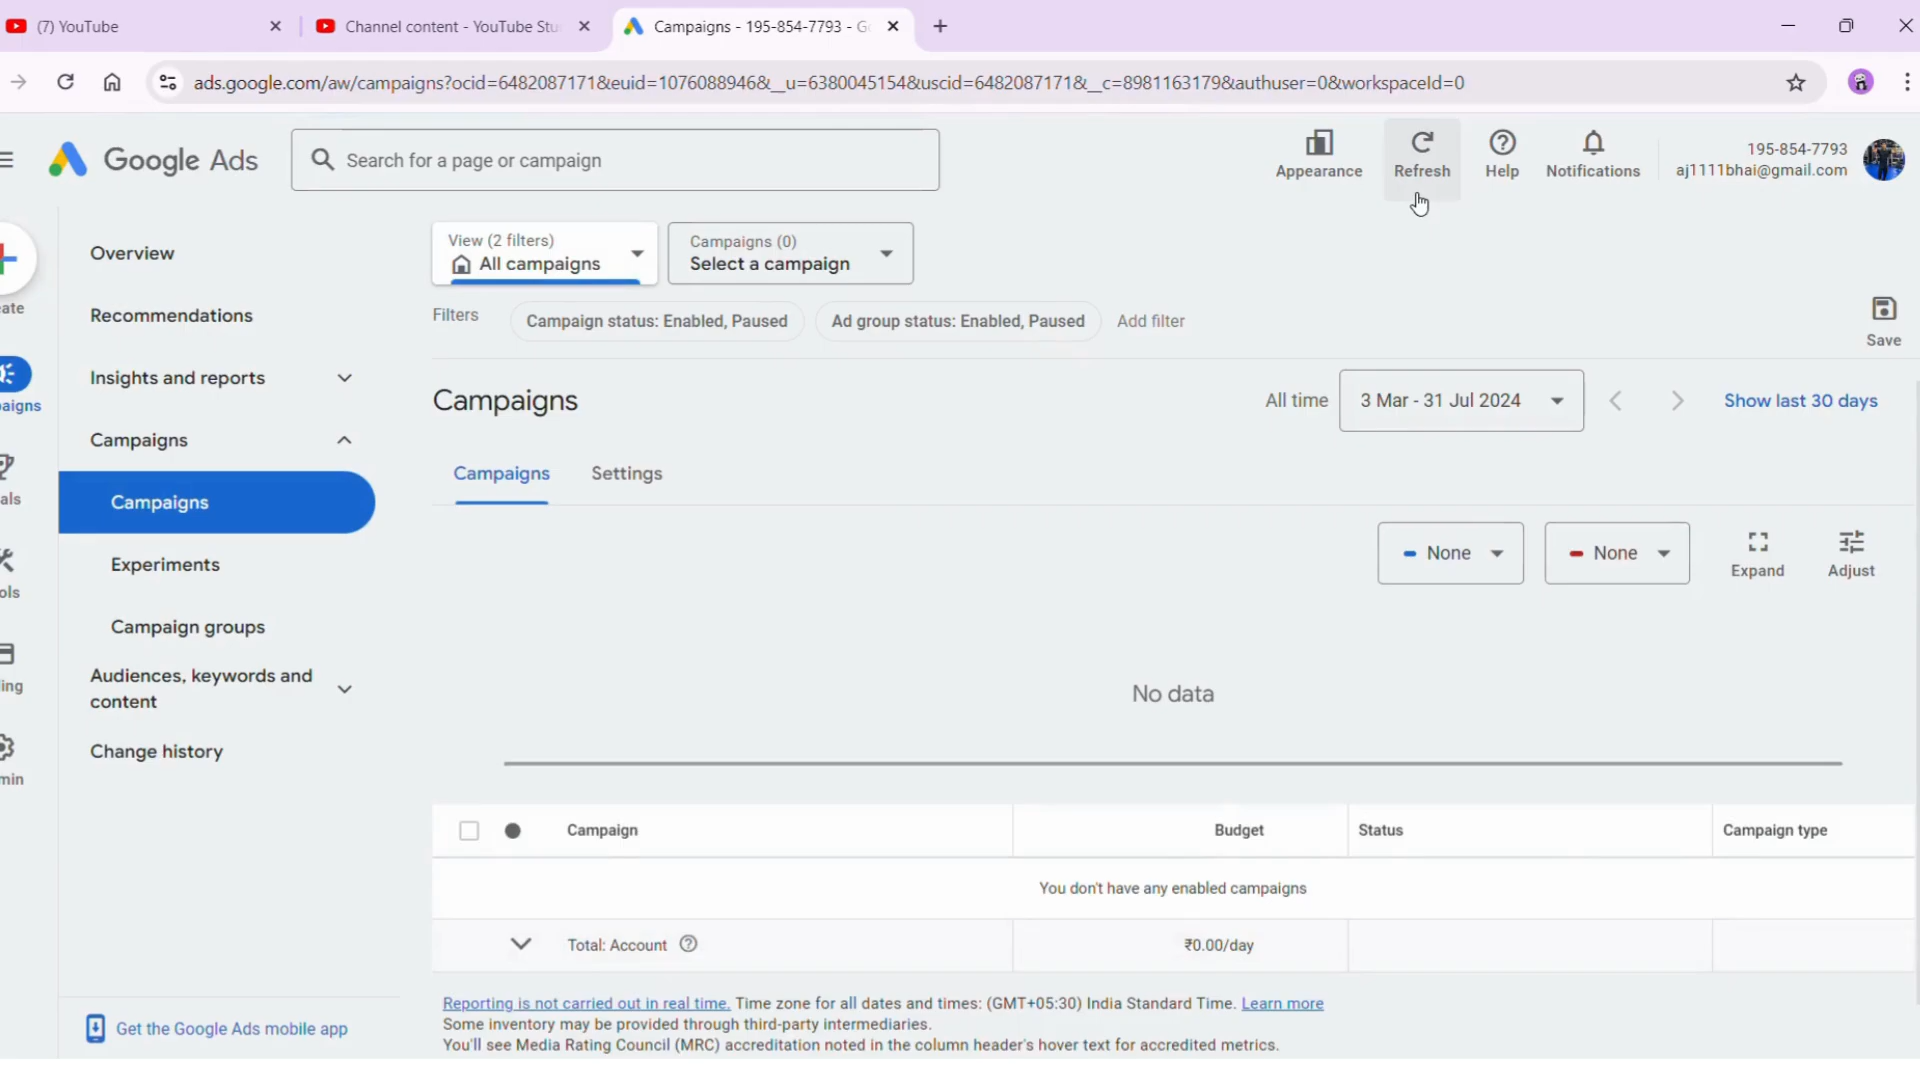 (7) YouTube
Channel content - YouTube Stu
Campaigns - 195-854-7793 - G
ads.google.com/aw/campaigns?ocid=6482087171&euid=1076088946&__u=6380045154&uscid=6482087171&__c=8981163179&authuser=0&workspaceId=0
Google Ads
Search for a page or campaign
Appearance
Refresh
Help
Notifications
195-854-7793
aj1111bhai@gmail.com
eate
aigns
als
ols
ling
min
Overview
Recommendations
Insights and reports
Campaigns
Campaigns
Experiments
Campaign groups
Audiences, keywords and
content
Change history
Get the Google Ads mobile app
View (2 filters)
All campaigns
Campaigns (0)
Select a campaign
Filters
Campaign status: Enabled, Paused
Ad group status: Enabled, Paused
Add filter
Save
Campaigns
All time
3 Mar - 31 Jul 2024
Show last 30 days
Campaigns
Settings
None
None
Expand
Adjust
No data
Campaign
Budget
Status
Campaign type
You don't have any enabled campaigns
Total: Account
₹0.00/day
Reporting is not carried out in real time. Time zone for all dates and times: (GMT+05:30) India Standard Time. Learn more
Some inventory may be provided through third-party intermediaries.
You'll see Media Rating Council (MRC) accreditation noted in the column header's hover text for accredited metrics.